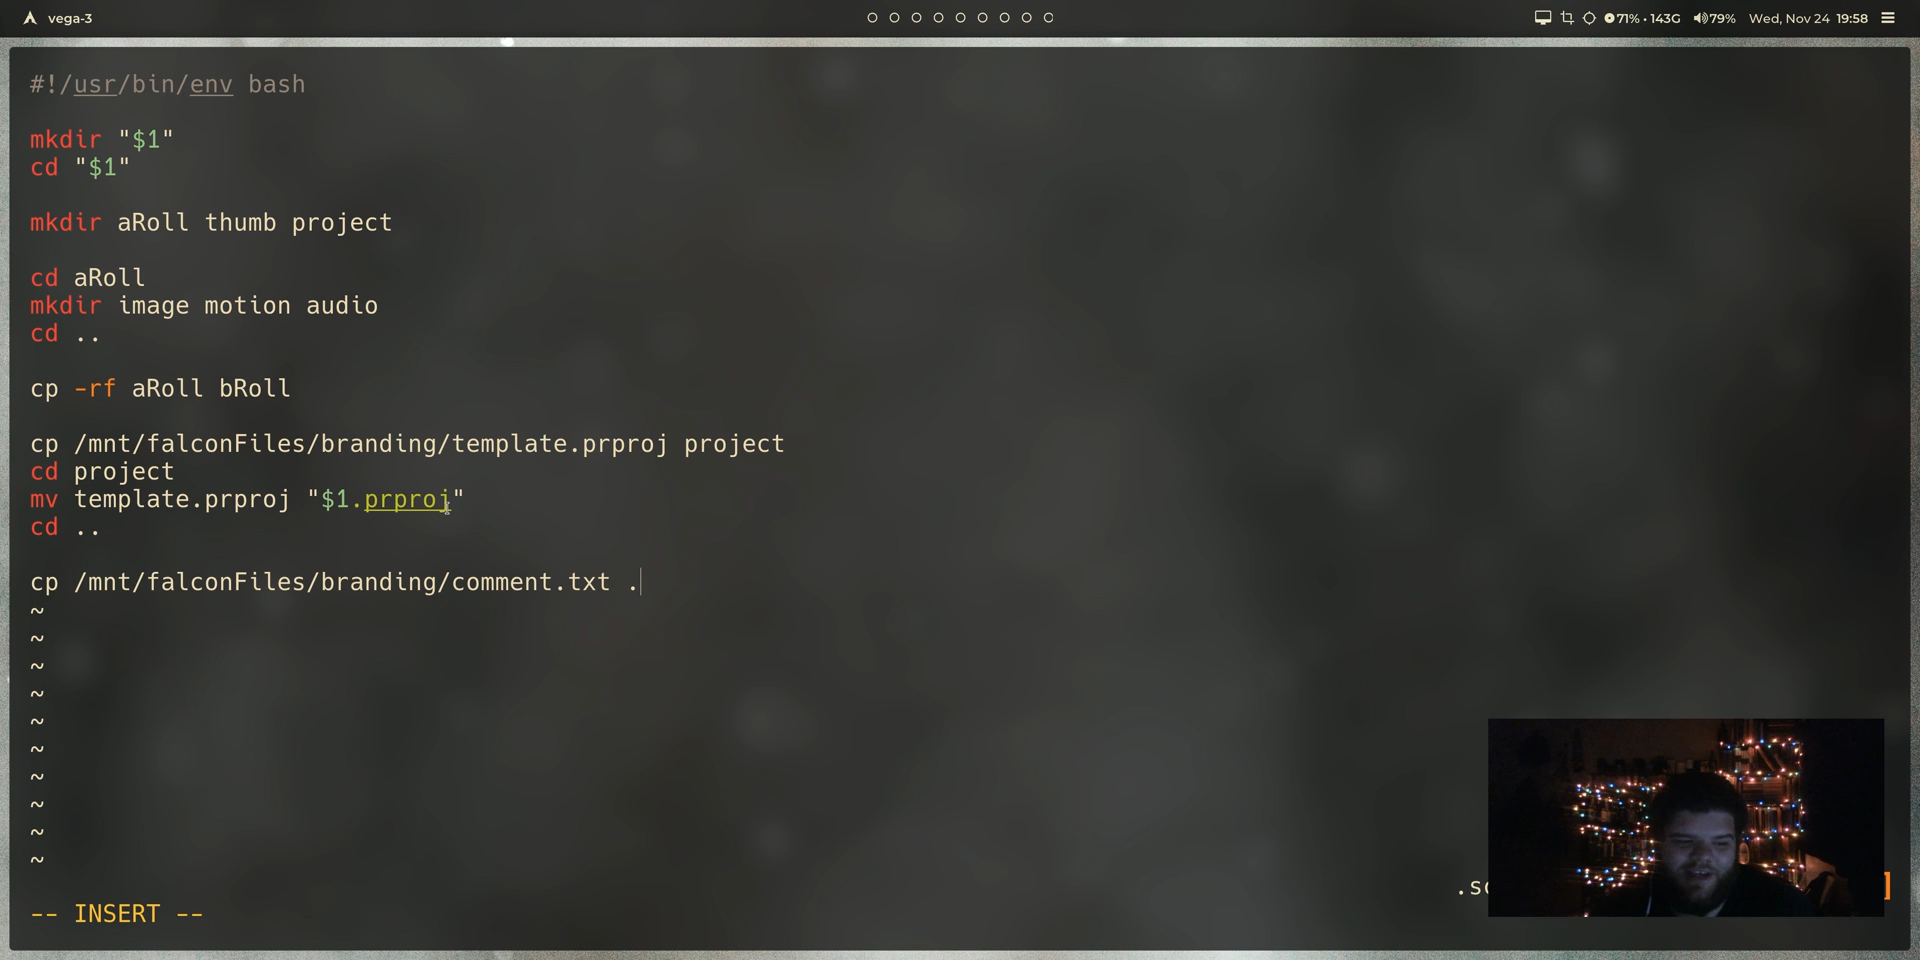 vega-3
71% • 143G 79% Wed, Nov 24 19:58
#!/usr/bin/env bash
mkdir "$1"
cd "$1"
mkdir aRoll thumb project
cd aRoll
mkdir image motion audio
cd ..
cp -rf aRoll bRoll
cp /mnt/falconFiles/branding/template.prproj project
cd project
mv template.prproj "$1.prproj"
cd ..
cp /mnt/falconFiles/branding/comment.txt .
~
~
~
~
~
~
~
~
~
~
-- INSERT --